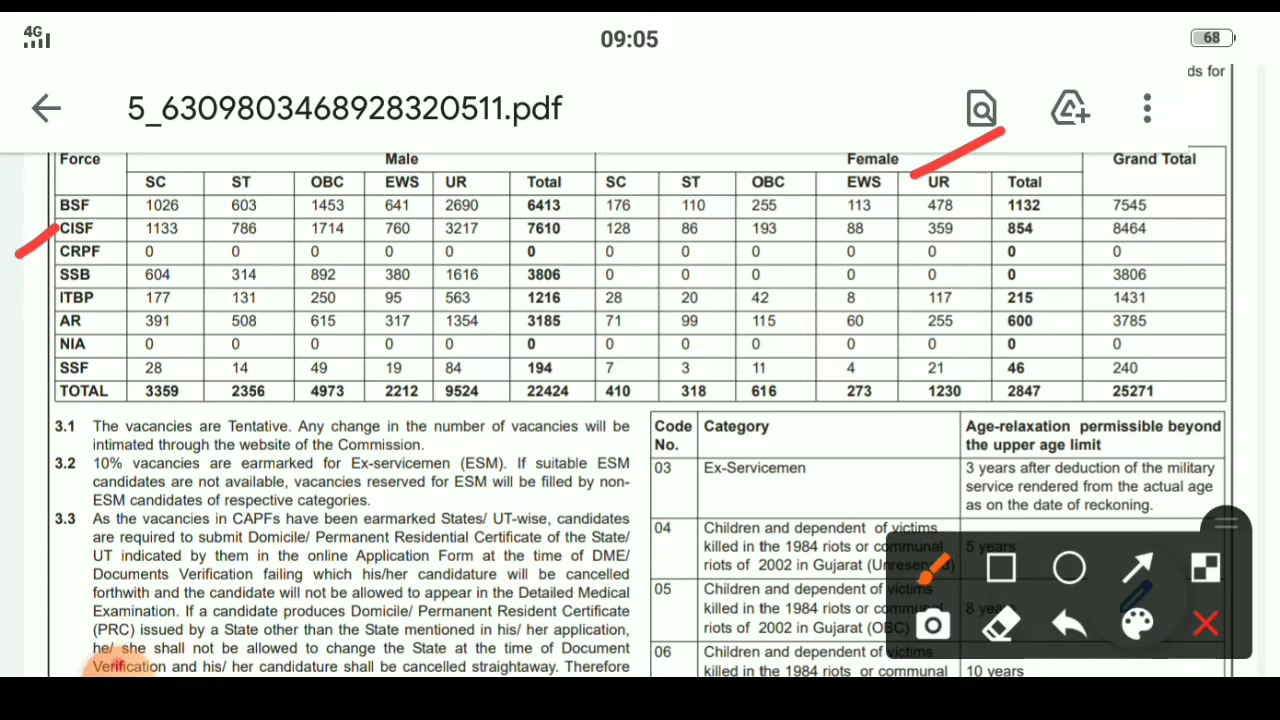 4G
09:05
68
ds for
5_6309803468928320511.pdf
Force Male Female Grand Total
SC ST OBC EWS UR Total SC ST OBC EWS UR Total
BSF 1026 603 1453 641 2690 6413 176 110 255 113 478 1132 7545
CISF 1133 786 1714 760 3217 7610 128 86 193 88 359 854 8464
CRPF 0 0 0 0 0 0 0 0 0 0 0 0 0
SSB 604 314 892 380 1616 3806 0 0 0 0 0 0 3806
ITBP 177 131 250 95 563 1216 28 20 42 8 117 215 1431
AR 391 508 615 317 1354 3185 71 99 115 60 255 600 3785
NIA 0 0 0 0 0 0 0 0 0 0 0 0 0
SSF 28 14 49 19 84 194 7 3 11 4 21 46 240
TOTAL 3359 2356 4973 2212 9524 22424 410 318 616 273 1230 2847 25271
3.1 The vacancies are Tentative. Any change in the number of vacancies will be
intimated through the website of the Commission.
3.2 10% vacancies are earmarked for Ex-servicemen (ESM). If suitable ESM
candidates are not available, vacancies reserved for ESM will be filled by non-
ESM candidates of respective categories.
3.3 As the vacancies in CAPFs have been earmarked States/ UT-wise, candidates
are required to submit Domicile/ Permanent Residential Certificate of the State/
UT indicated by them in the online Application Form at the time of DME/
Documents Verification failing which his/her candidature will be cancelled
forthwith and the candidate will not be allowed to appear in the Detailed Medical
Examination. If a candidate produces Domicile/ Permanent Resident Certificate
(PRC) issued by a State other than the State mentioned in his/ her application,
he/ she shall not be allowed to change the State at the time of Document
Verification and his/ her candidature shall be cancelled straightaway. Therefore
Code Category Age-relaxation permissible beyond
No. the upper age limit
03 Ex-Servicemen 3 years after deduction of the military
service rendered from the actual age
as on the date of reckoning.
04 Children and dependent of victims
killed in the 1984 riots or communal 5 years
riots of 2002 in Gujarat (Unreserved)
05 Children and dependent of victims
killed in the 1984 riots or communal 8 years
riots of 2002 in Gujarat (OBC)
06 Children and dependent of victims
killed in the 1984 riots or communal 10 years